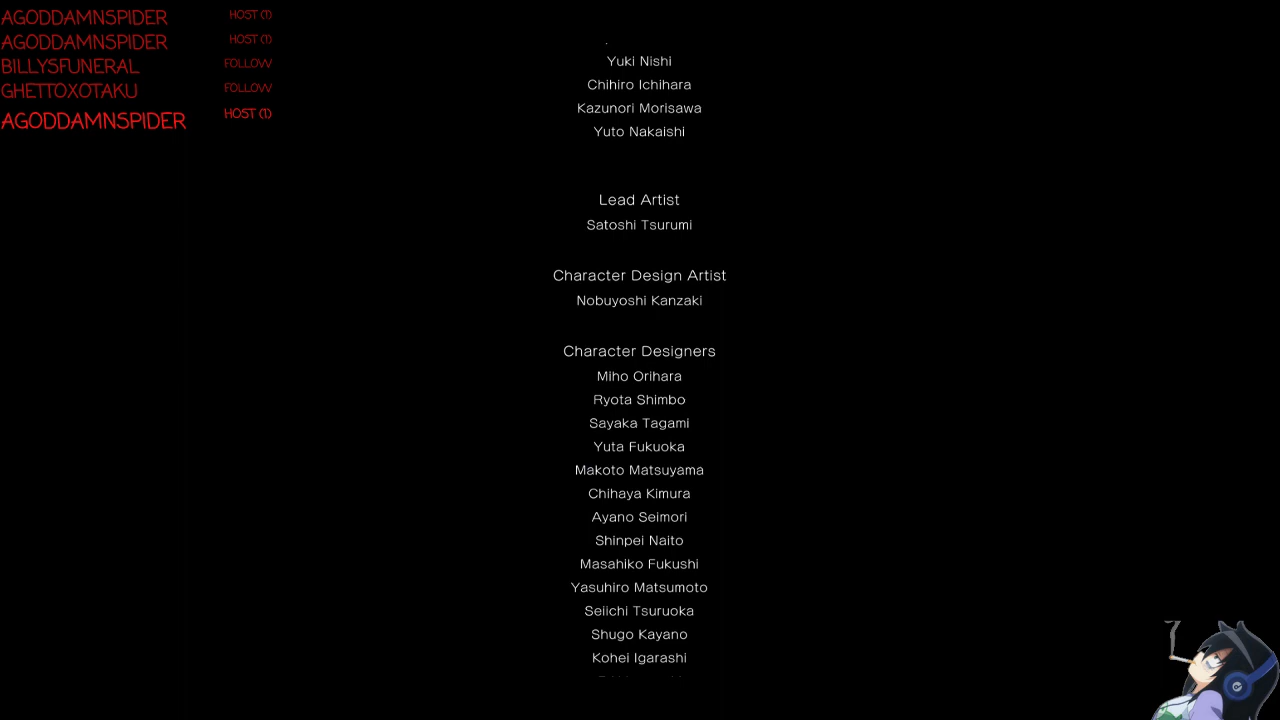 AGODDAMNSPIDER HOST (1)
AGODDAMNSPIDER HOST (1)
BILLYSFUNERAL FOLLOW
GHETTOXOTAKU FOLLOW
AGODDAMNSPIDER HOST (1)
Yuki Nishi
Chihiro Ichihara
Kazunori Morisawa
Yuto Nakaishi
Lead Artist
Satoshi Tsurumi
Character Design Artist
Nobuyoshi Kanzaki
Character Designers
Miho Orihara
Ryota Shimbo
Sayaka Tagami
Yuta Fukuoka
Makoto Matsuyama
Chihaya Kimura
Ayano Seimori
Shinpei Naito
Masahiko Fukushi
Yasuhiro Matsumoto
Seiichi Tsuruoka
Shugo Kayano
Kohei Igarashi